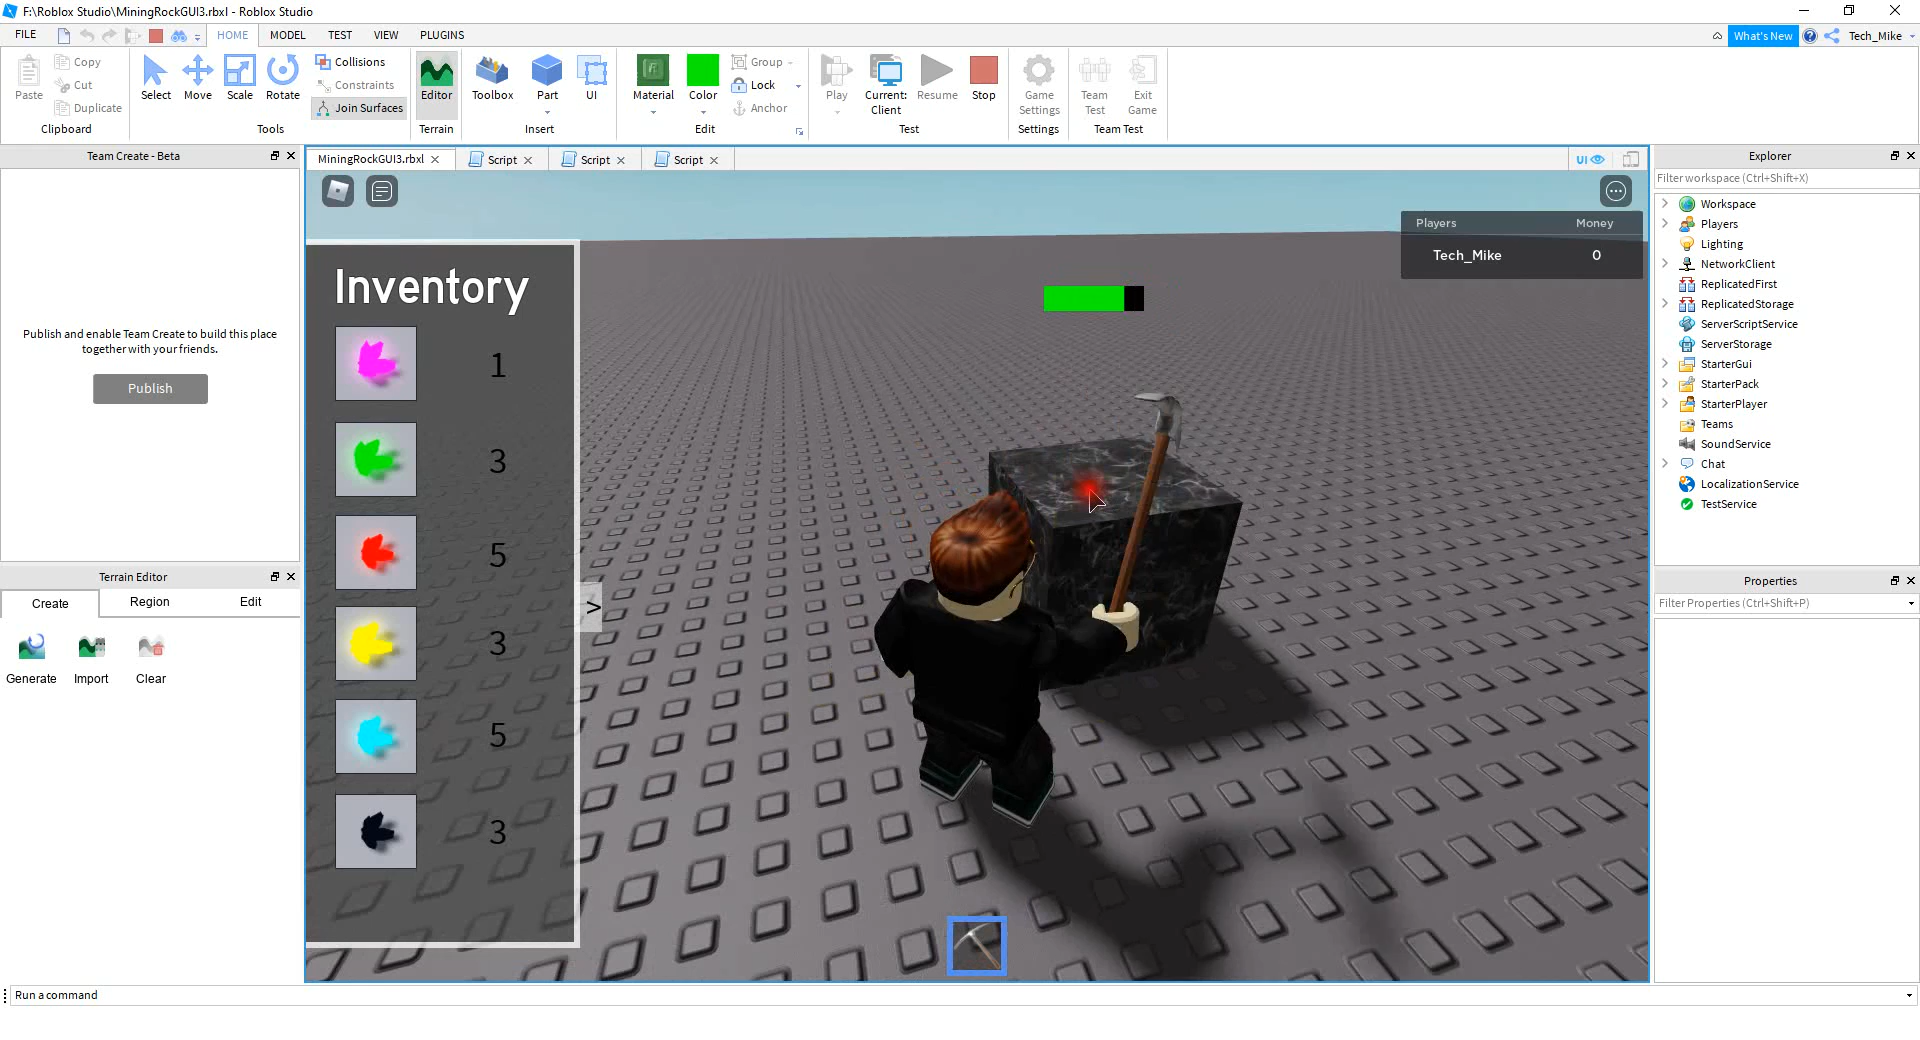 F:\Roblox Studio\MiningRockGUI3.rbxl - Roblox Studio
FILE HOME MODEL TEST VIEW PLUGINS What's New Tech_Mike
Paste Copy Cut Duplicate
Clipboard
Select Move Scale Rotate Collisions Constraints Join Surfaces
Tools
Editor
Terrain
Toolbox Part UI
Insert
Material Color Group Lock Anchor
Edit
Play Current: Client Resume Stop
Test
Game Settings
Settings
Team Test Exit Game
Team Test
Team Create - Beta
Publish and enable Team Create to build this place
together with your friends.
Publish
Terrain Editor
Create Region Edit
Generate Import Clear
MiningRockGUI3.rbxl Script Script Script UI
Players Money
Tech_Mike 0
Inventory
1
3
5
3
5
3
>
Explorer
Filter workspace (Ctrl+Shift+X)
Workspace
Players
Lighting
NetworkClient
ReplicatedFirst
ReplicatedStorage
ServerScriptService
ServerStorage
StarterGui
StarterPack
StarterPlayer
Teams
SoundService
Chat
LocalizationService
TestService
Properties
Filter Properties (Ctrl+Shift+P)
Run a command